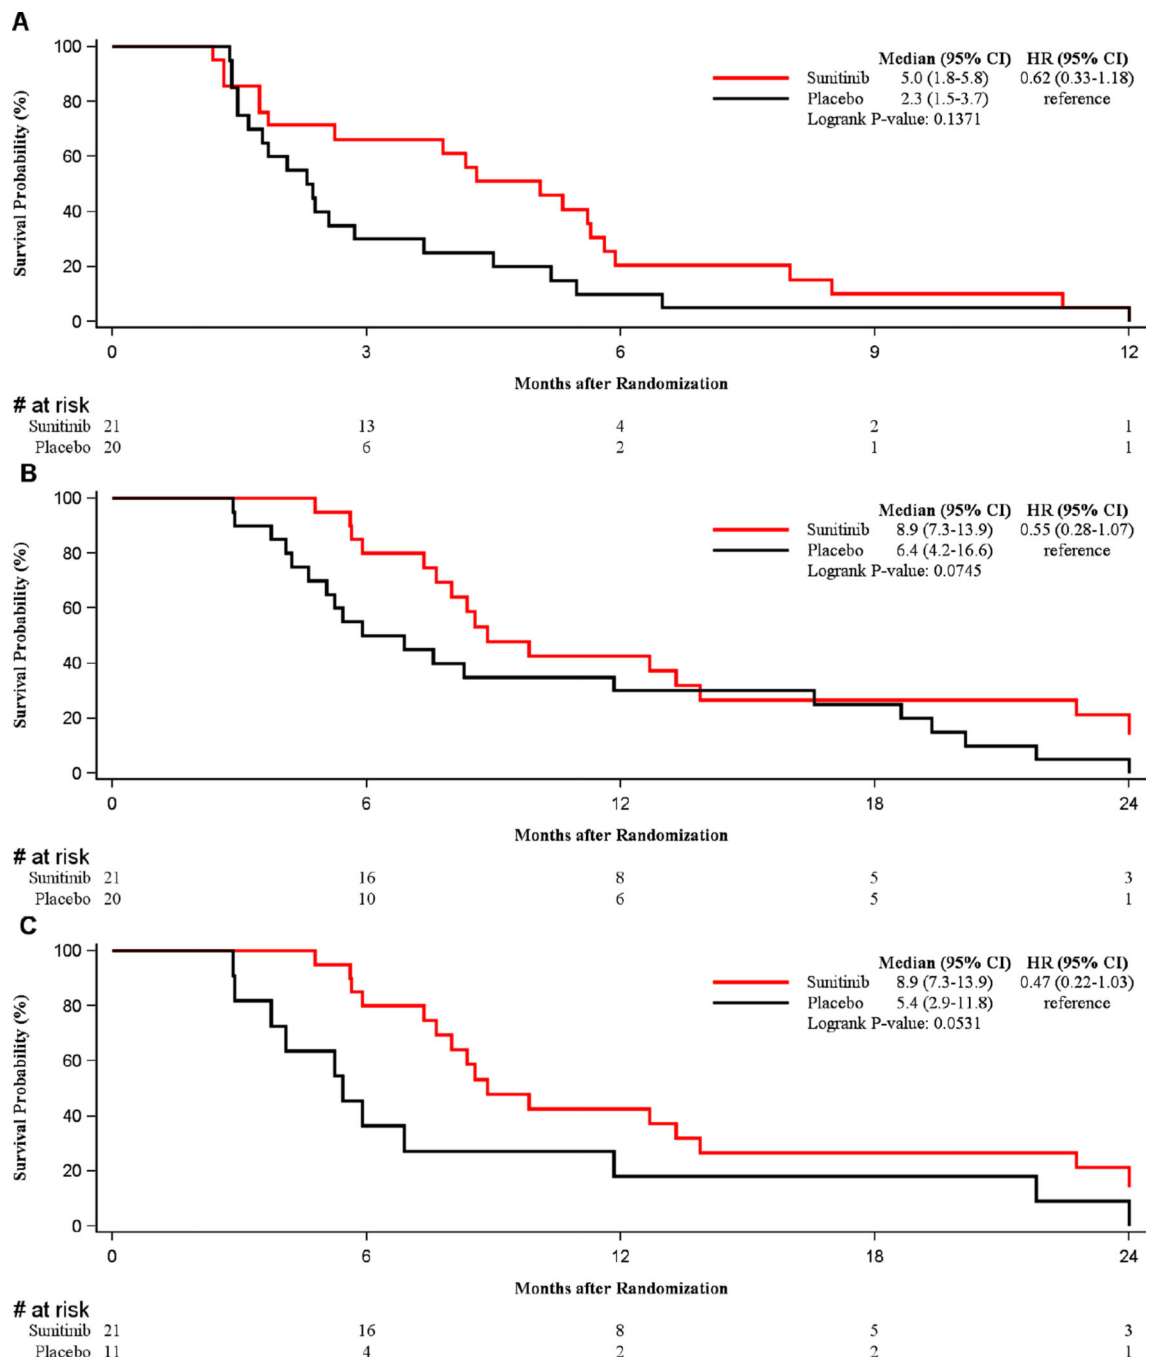 A
Median (95% CI) HR (95% CI)
Sunitinib 5.0 (1.8-5.8) 0.62 (0.33-1.18)
Placebo 2.3 (1.5-3.7) reference
Logrank P-value: 0.1371
Survival Probability (%)
100
80
60
40
20
0
0 3 6 9 12
Months after Randomization
# at risk
Sunitinib 21 13 4 2 1
Placebo 20 6 2 1 1
B
Median (95% CI) HR (95% CI)
Sunitinib 8.9 (7.3-13.9) 0.55 (0.28-1.07)
Placebo 6.4 (4.2-16.6) reference
Logrank P-value: 0.0745
Survival Probability (%)
100
80
60
40
20
0
0 6 12 18 24
Months after Randomization
# at risk
Sunitinib 21 16 8 5 3
Placebo 20 10 6 5 1
C
Median (95% CI) HR (95% CI)
Sunitinib 8.9 (7.3-13.9) 0.47 (0.22-1.03)
Placebo 5.4 (2.9-11.8) reference
Logrank P-value: 0.0531
Survival Probability (%)
100
80
60
40
20
0
0 6 12 18 24
Months after Randomization
# at risk
Sunitinib 21 16 8 5 3
Placebo 11 4 2 2 1